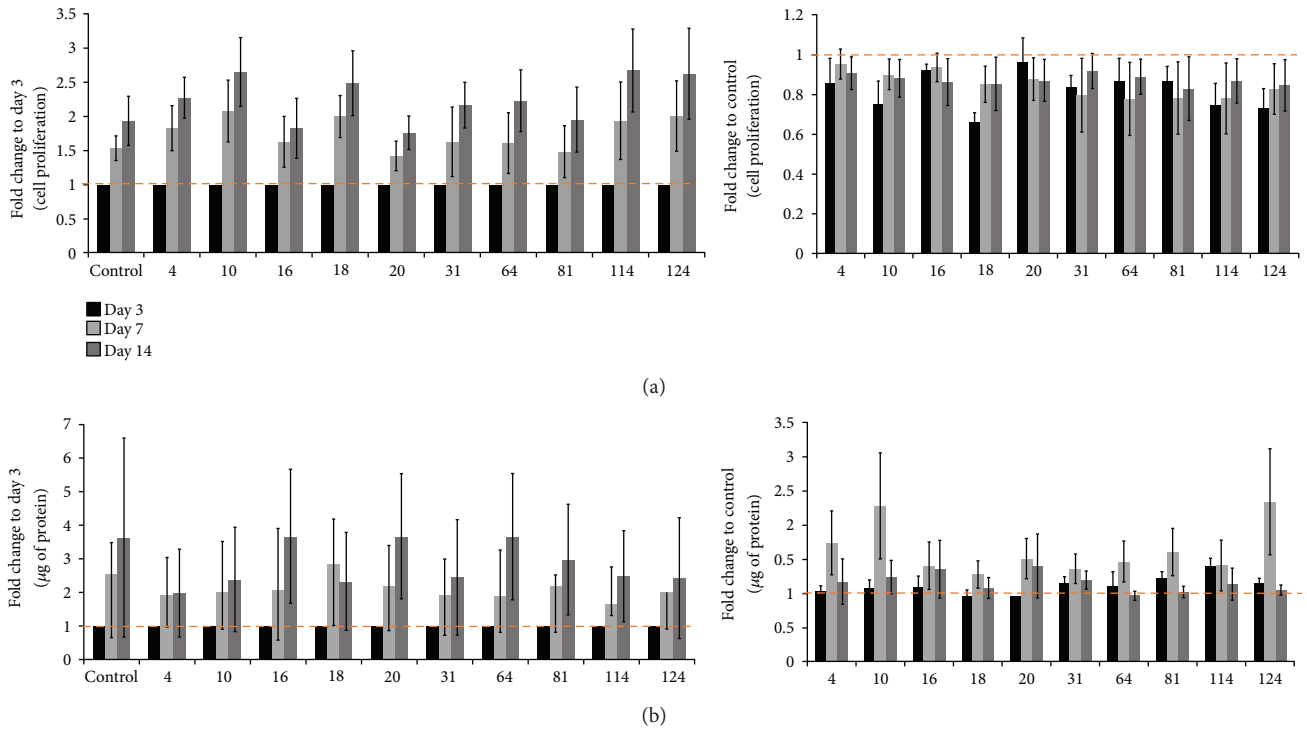 3.5
3
2.5
2
1.5
1
0.5
0
Fold change to day 3
(cell proliferation)
Control 4 10 16 18 20 31 64 81 114 124
Day 3
Day 7
Day 14
1.2
1
0.8
0.6
0.4
0.2
0
Fold change to control
(cell proliferation)
4 10 16 18 20 31 64 81 114 124
(a)
7
6
5
4
3
2
1
0
Fold change to day 3
(μg of protein)
Control 4 10 16 18 20 31 64 81 114 124
3.5
3
2.5
2
0.5
1
0.5
0
Fold change to control
(μg of protein)
4 10 16 18 20 31 64 81 114 124
(b)